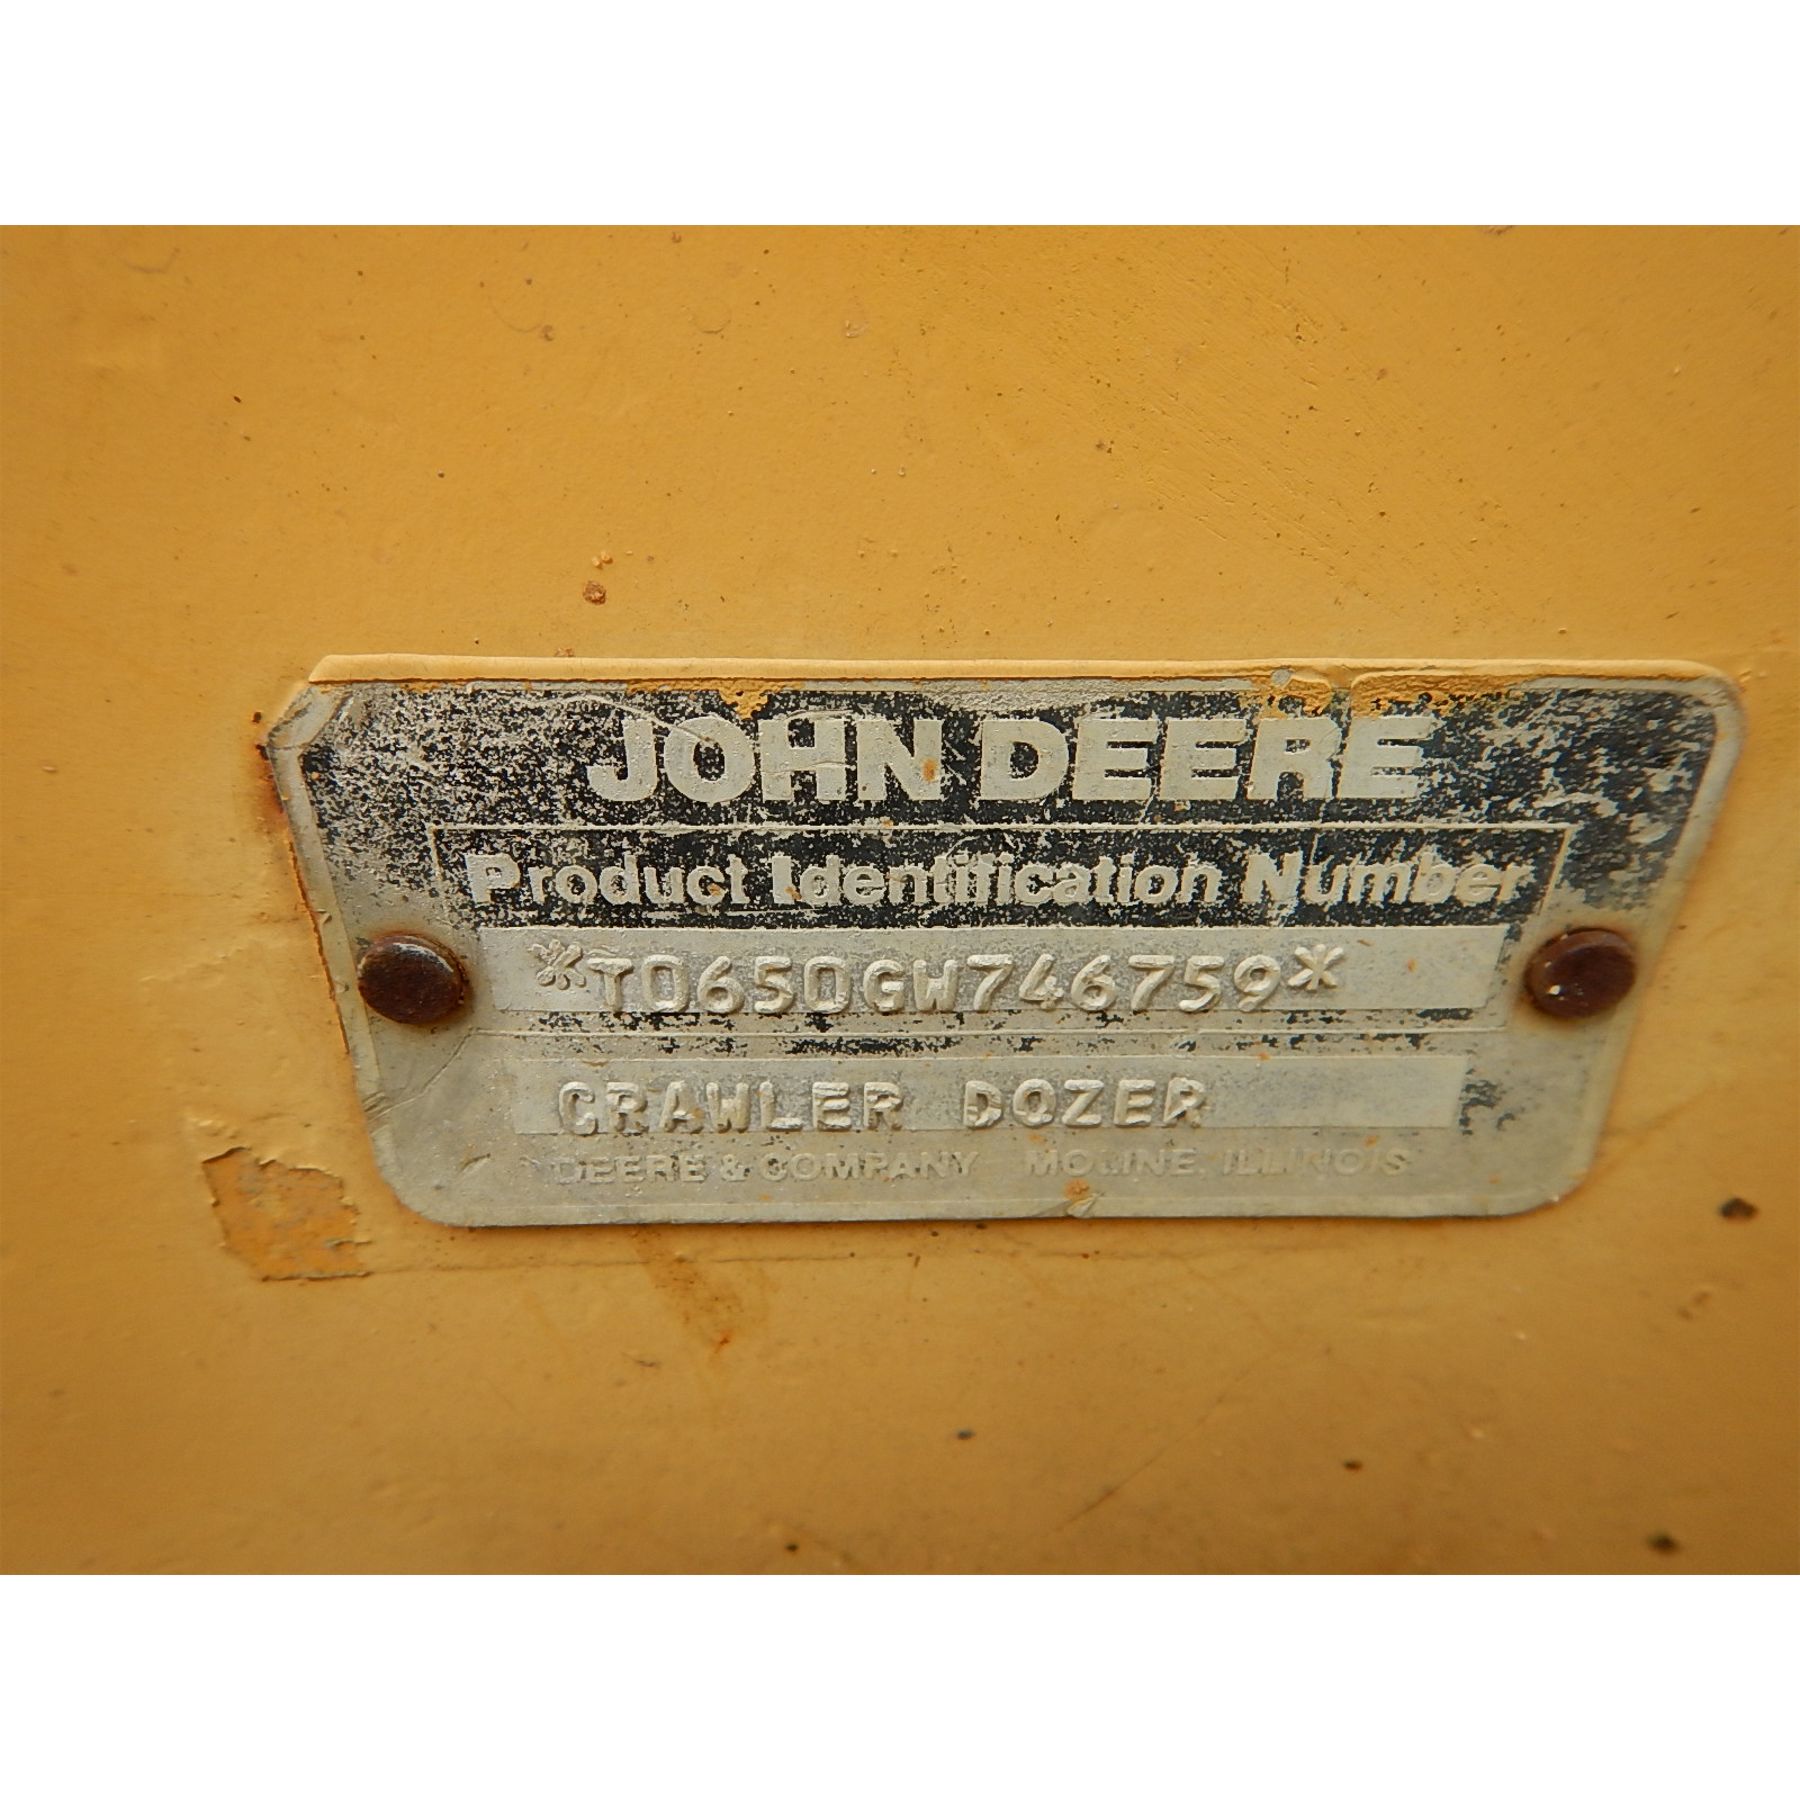 JOHN DEERE
Product Identification Number
*T0650GW746759*
CRAWLER DOZER
DEERE & COMPANY MOLINE, ILLINOIS